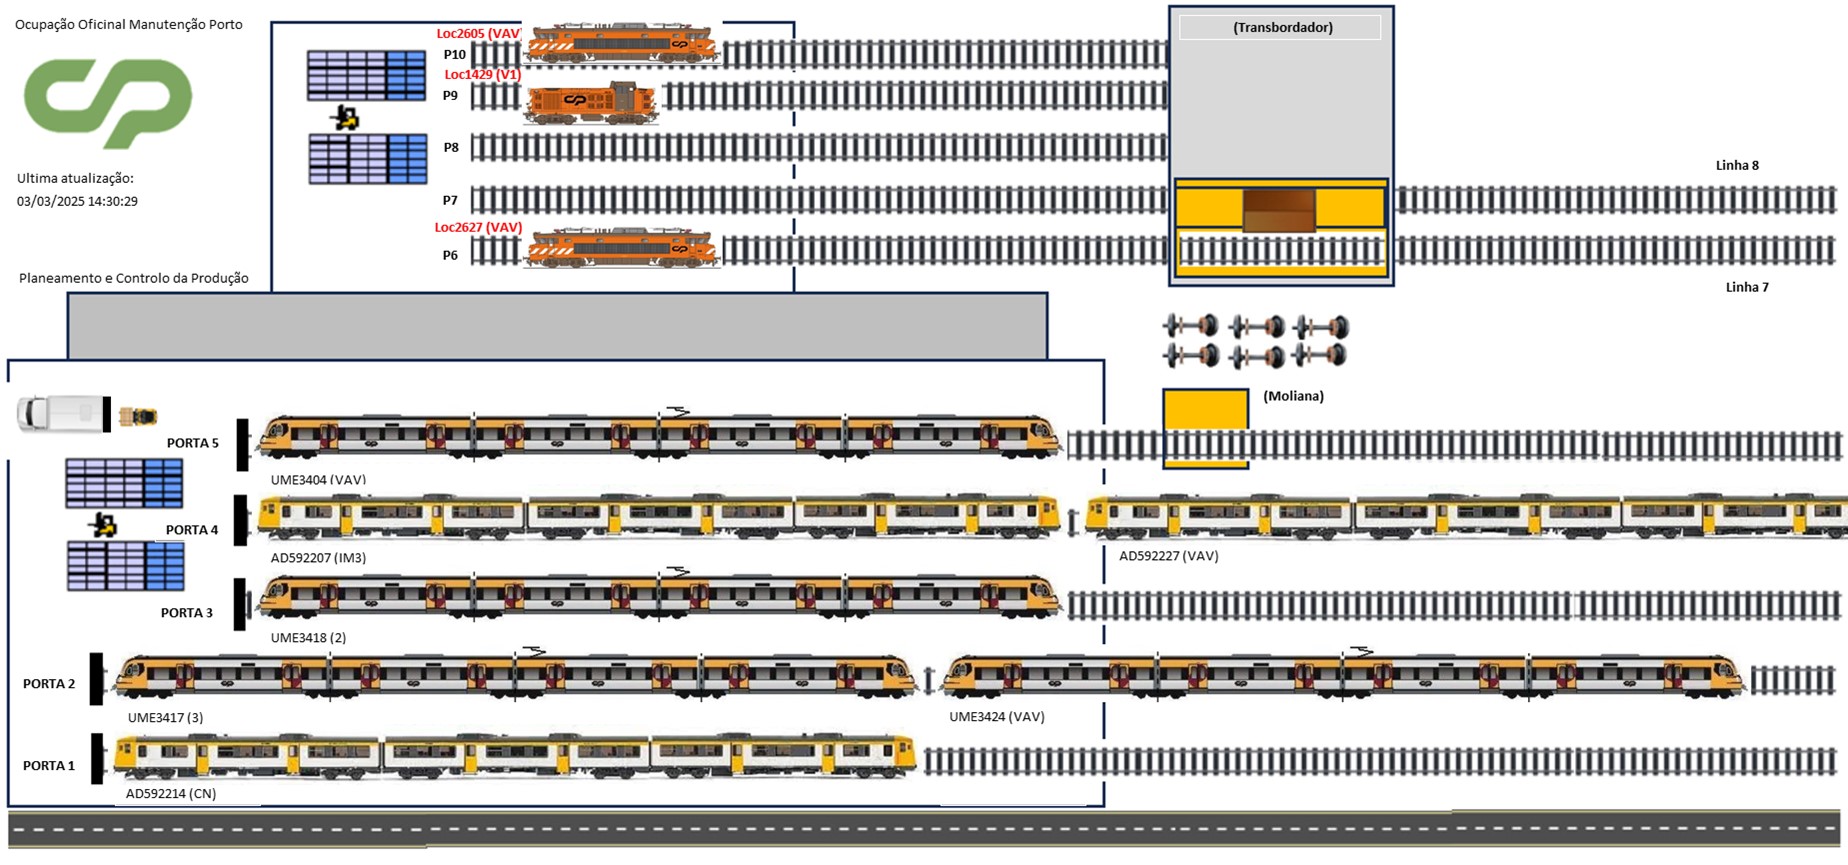 Ocupação Oficinal Manutenção Porto
Loc2605 (VAV)
P10
Loc1429 (V1)
P9
P8
P7
Loc2627 (VAV)
P6
(Transbordador)
Linha 8
Linha 7
Ultima atualização:
03/03/2025 14:30:29
Planeamento e Controlo da Produção
(Moliana)
PORTA 5
UME3404 (VAV)
PORTA 4
AD592207 (IM3)
AD592227 (VAV)
PORTA 3
UME3418 (2)
PORTA 2
UME3417 (3)
UME3424 (VAV)
PORTA 1
AD592214 (CN)